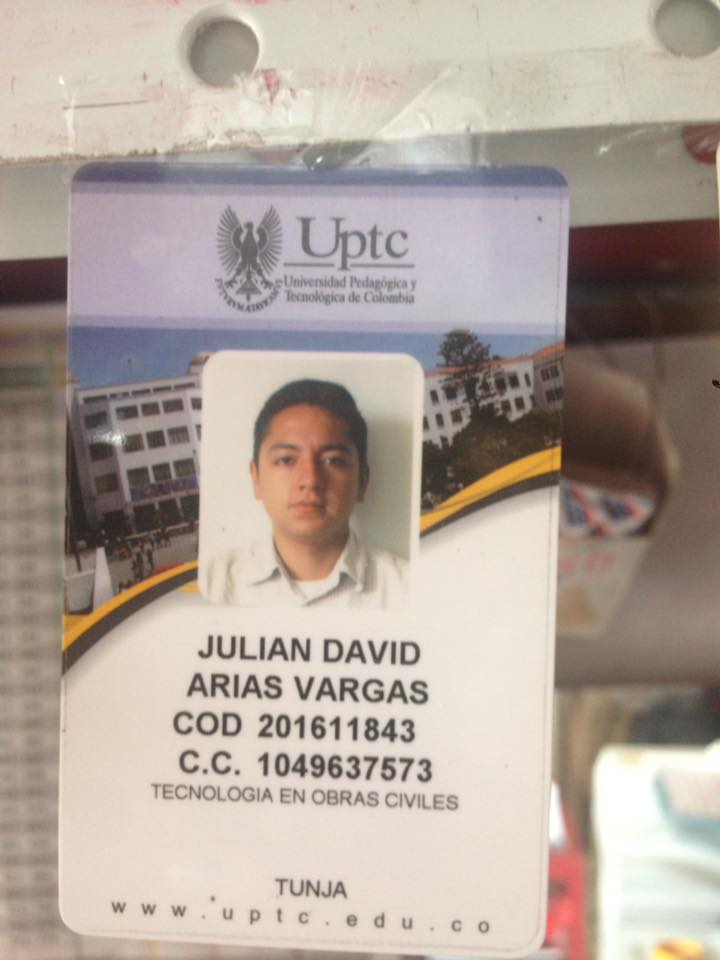 Uptc
Universidad Pedagógica y
Tecnológica de Colombia
JULIAN DAVID
ARIAS VARGAS
COD 201611843
C.C. 1049637573
TECNOLOGIA EN OBRAS CIVILES
TUNJA
www.uptc.edu.co